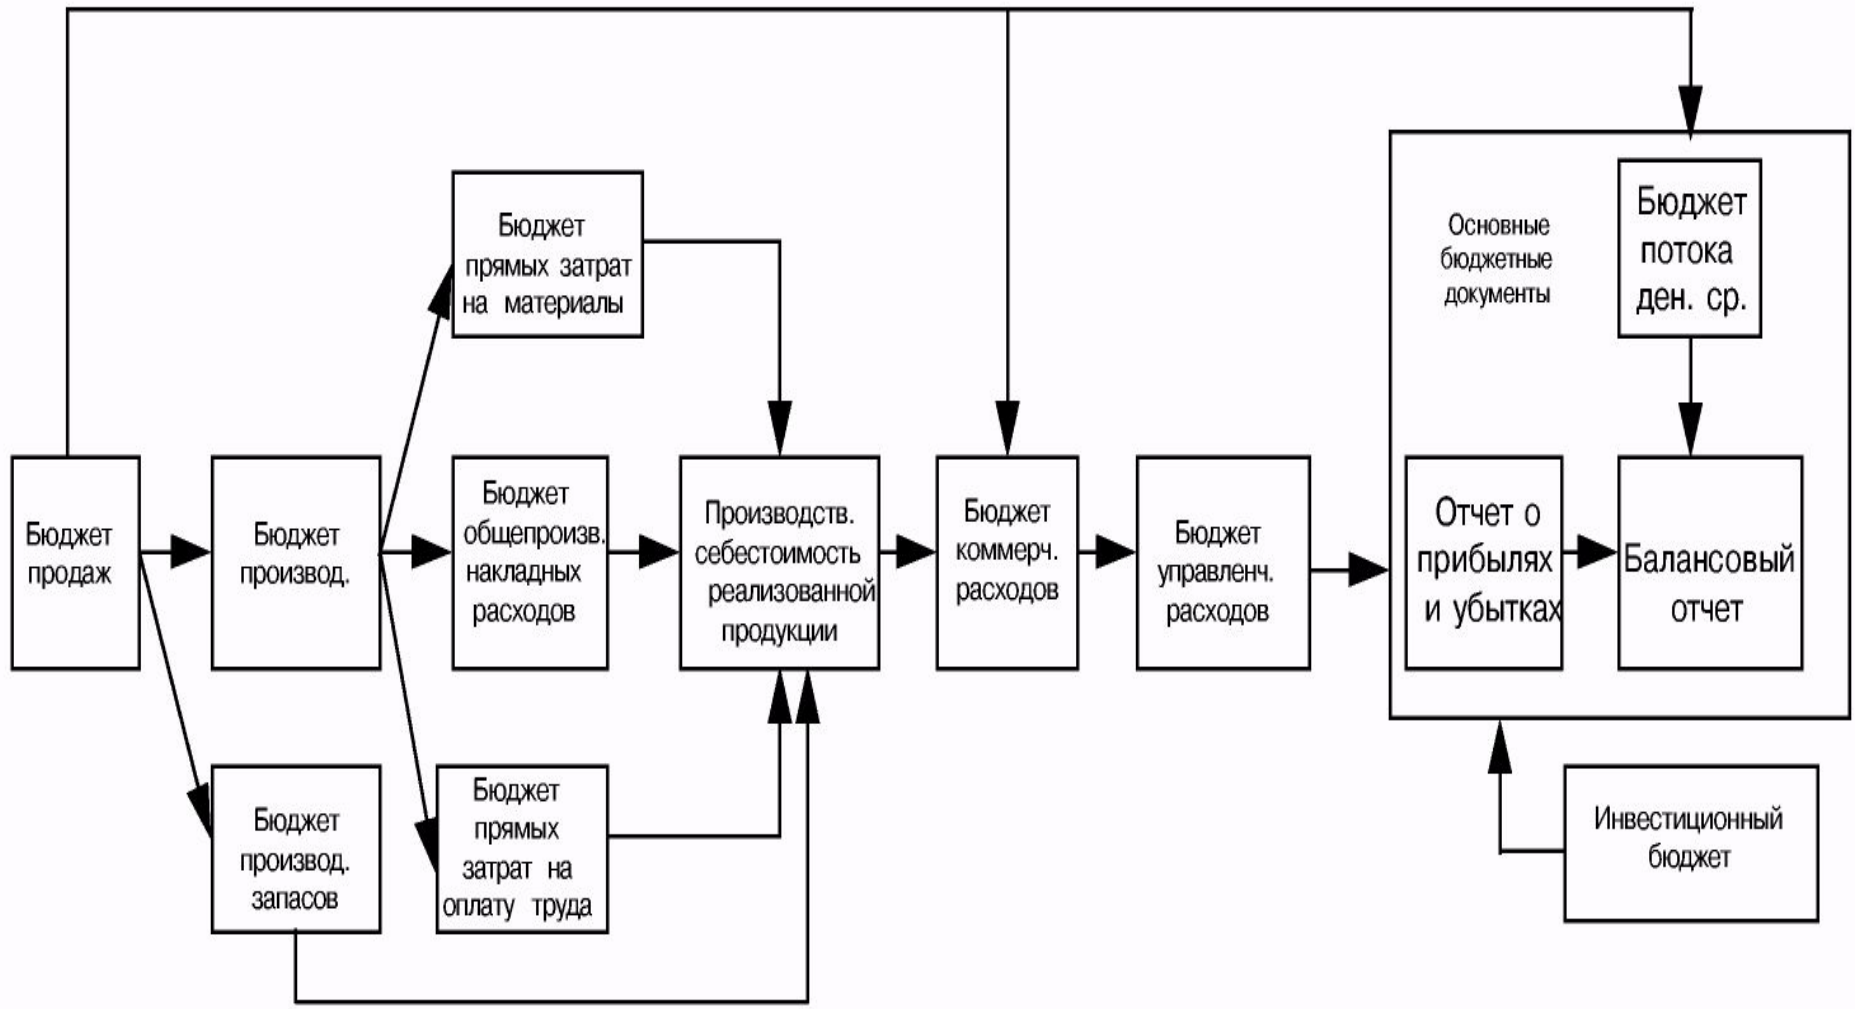 Бюджет
прямых затрат
на материалы
Основные
бюджетные
документы
Бюджет
потока
ден. ср.
Бюджет
продаж
Бюджет
производ.
Бюджет
общепроизв.
накладных
расходов
Производств.
себестоимость
реализованной
продукции
Бюджет
коммерч.
расходов
Бюджет
управленч.
расходов
Отчет о
прибылях
и убытках
Балансовый
отчет
Бюджет
производ.
запасов
Бюджет
прямых
затрат на
оплату труда
Инвестиционный
бюджет